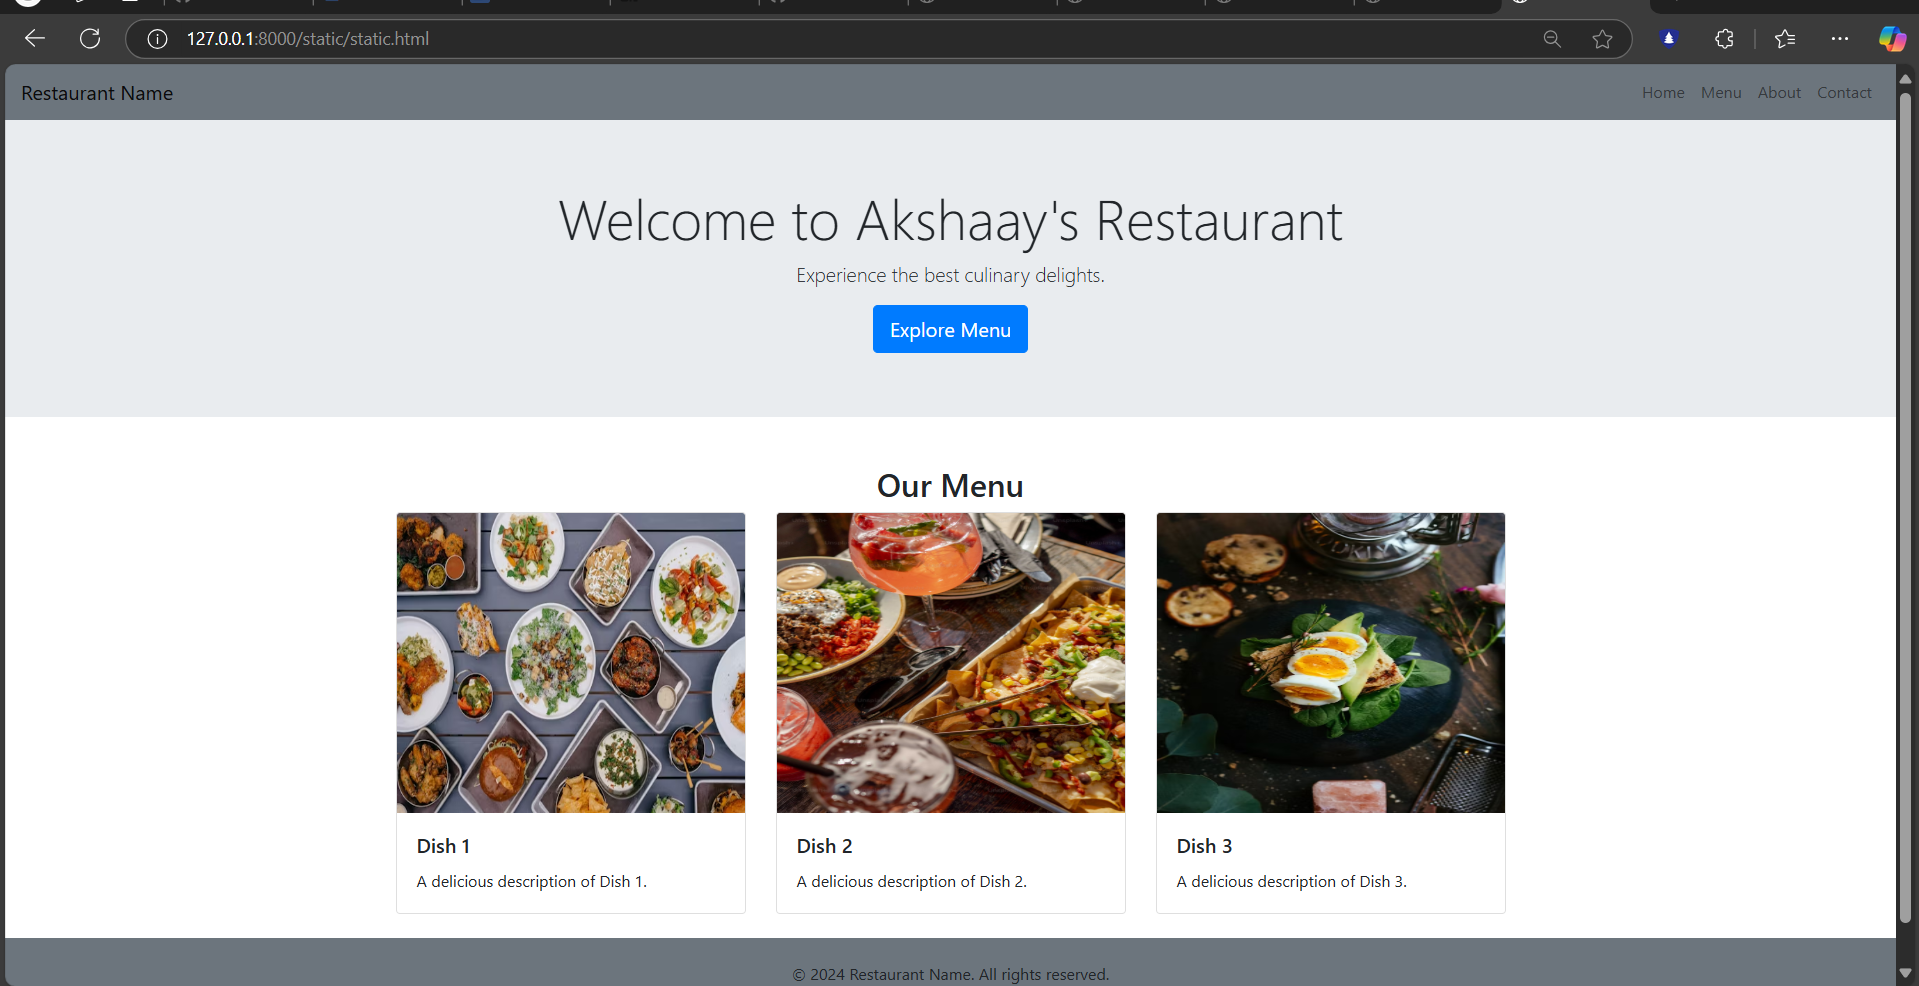 127.0.0.1:8000/static/static.html
Restaurant Name
Home Menu About Contact
Welcome to Akshaay's Restaurant
Experience the best culinary delights.
Explore Menu
Our Menu
Dish 1
A delicious description of Dish 1.
Dish 2
A delicious description of Dish 2.
Dish 3
A delicious description of Dish 3.
© 2024 Restaurant Name. All rights reserved.